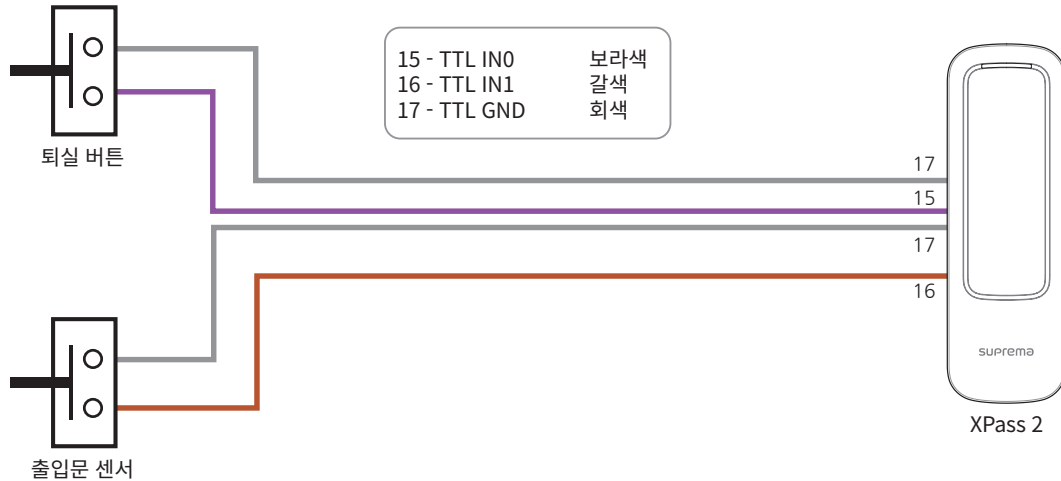 15 - TTL IN0 보라색
16 - TTL IN1 갈색
17 - TTL GND 회색
퇴실 버튼
17
15
17
16
suprema
XPass 2
출입문 센서